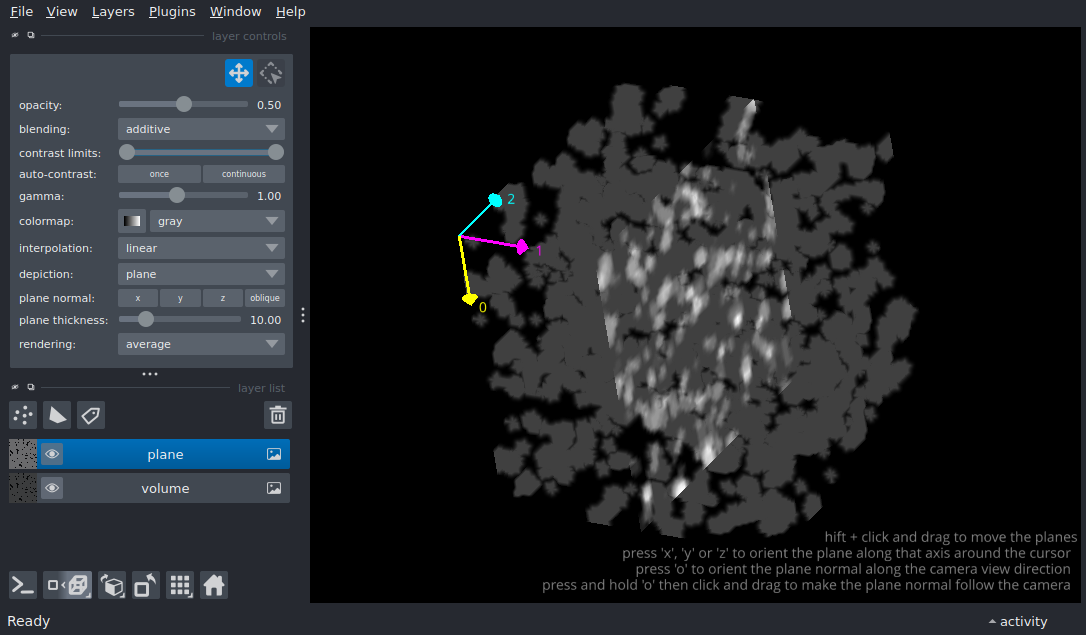 File View Layers Plugins Window Help
layer controls
opacity: 0.50
blending: additive
contrast limits:
auto-contrast: once continuous
gamma: 1.00
colormap: gray
interpolation: linear
depiction: plane
plane normal: x y z oblique
plane thickness: 10.00
rendering: average
layer list
plane
volume
2
1
0
hift + click and drag to move the planes
press 'x', 'y' or 'z' to orient the plane along that axis around the cursor
press 'o' to orient the plane normal along the camera view direction
press and hold 'o' then click and drag to make the plane normal follow the camera
Ready
activity